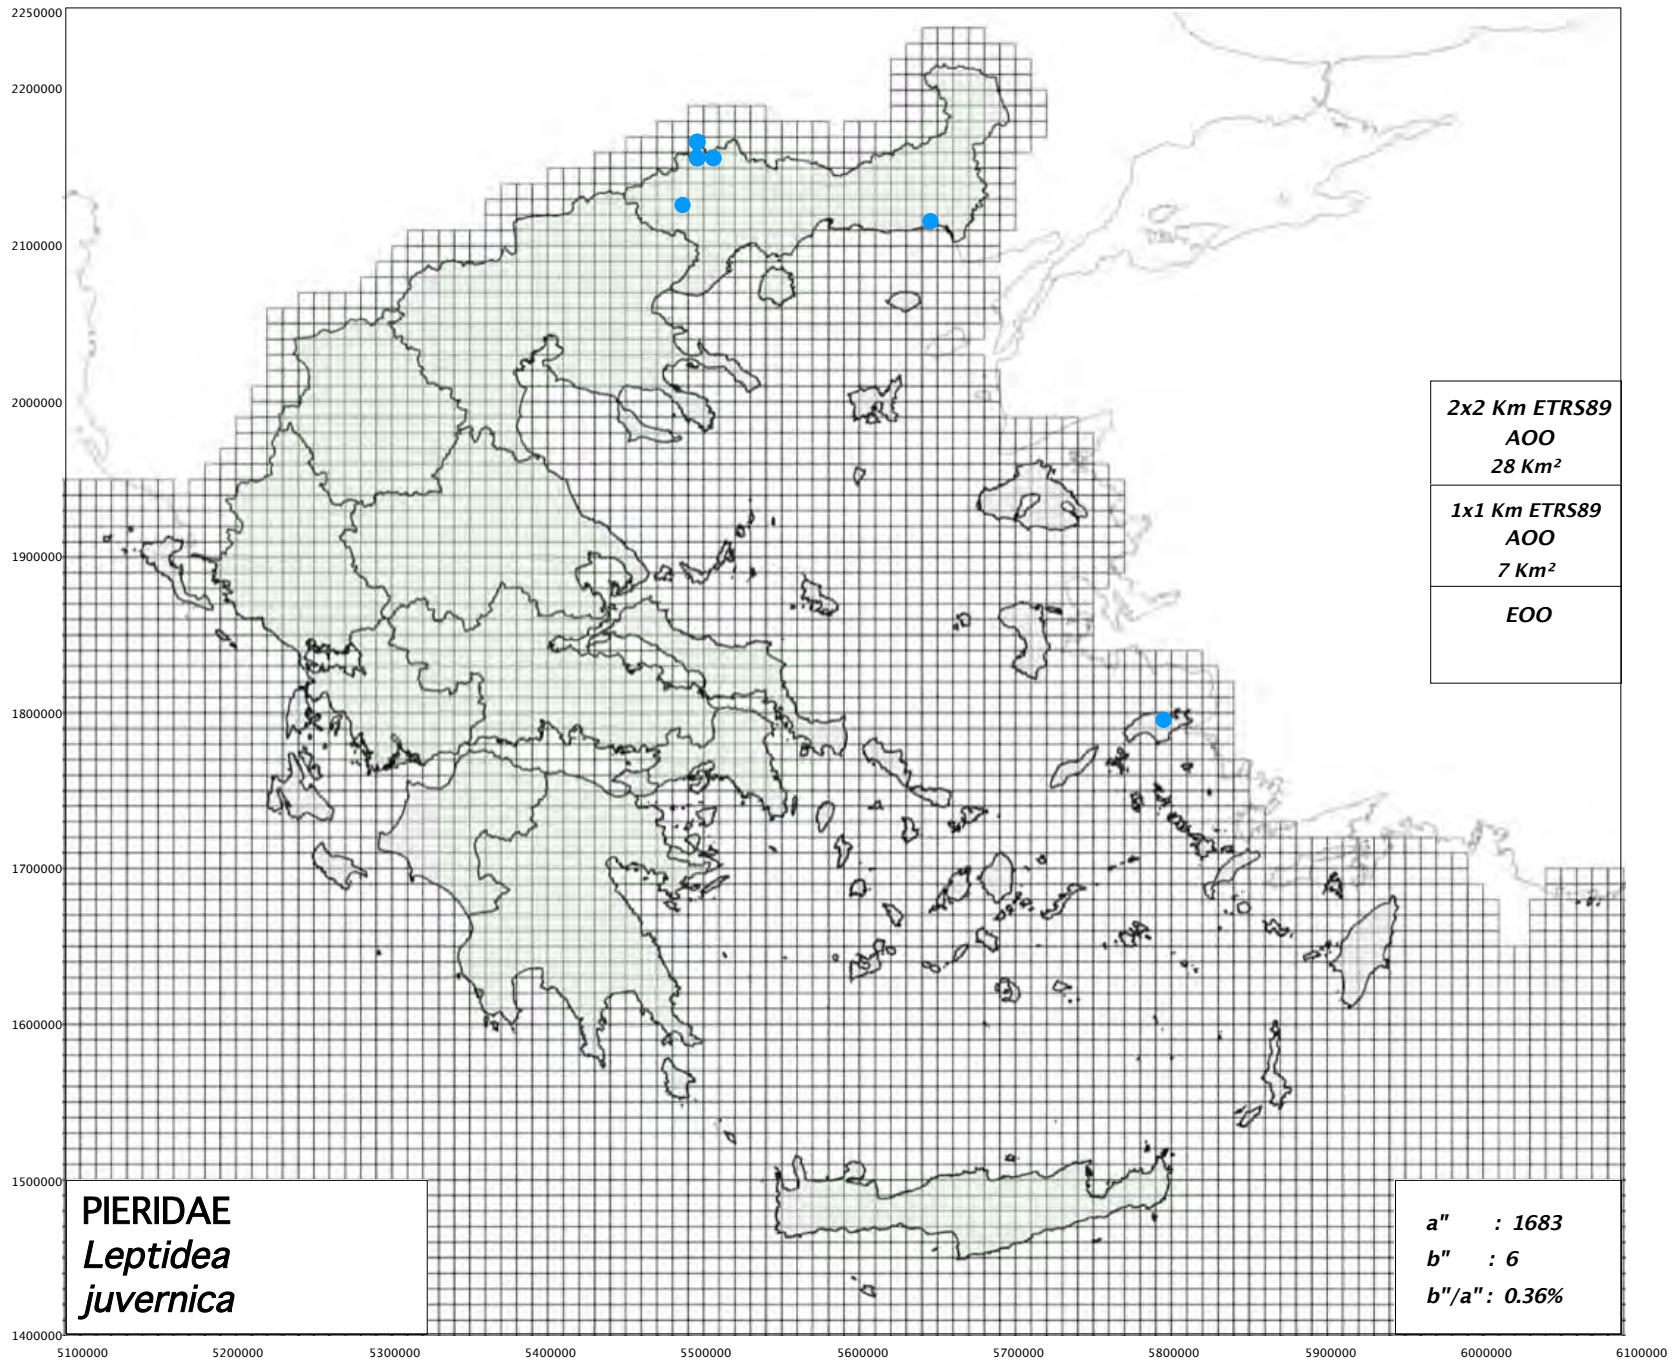 2250000
2200000
2100000
2000000
1900000
1800000
1700000
1600000
1500000
1400000
2x2 Km ETRS89
AOO
28 Km²
1x1 Km ETRS89
AOO
7 Km²
EOO
PIERIDAE
Leptidea
juvernica
a" : 1683
b" : 6
b"/a" : 0.36%
5100000 5200000 5300000 5400000 5500000 5600000 5700000 5800000 5900000 6000000 6100000